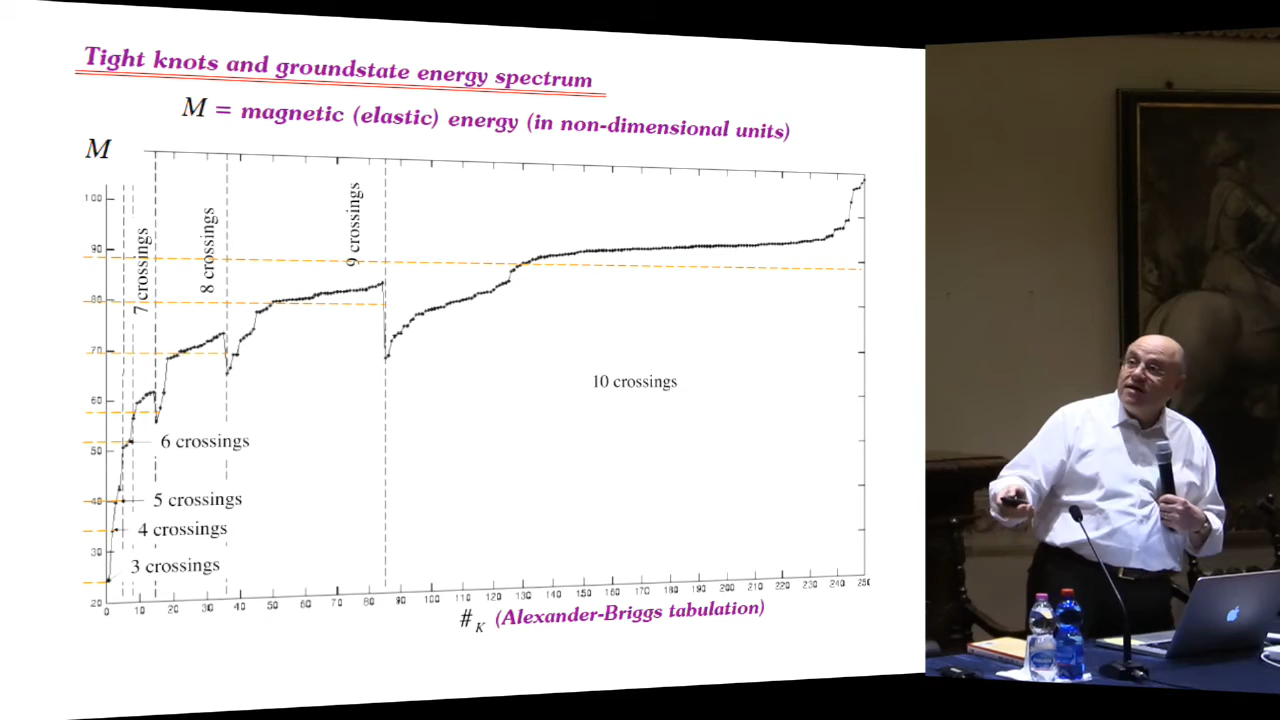 Tight knots and groundstate energy spectrum
M = magnetic (elastic) energy (in non-dimensional units)
M
100
90
80
70
60
50
40
30
20
7 crossings
8 crossings
9 crossings
10 crossings
6 crossings
5 crossings
4 crossings
3 crossings
0 10 20 30 40 50 60 70 80 90 100 110 120 130 140 150 160 170 180 190 200 210 220 230 240 250
#K (Alexander-Briggs tabulation)